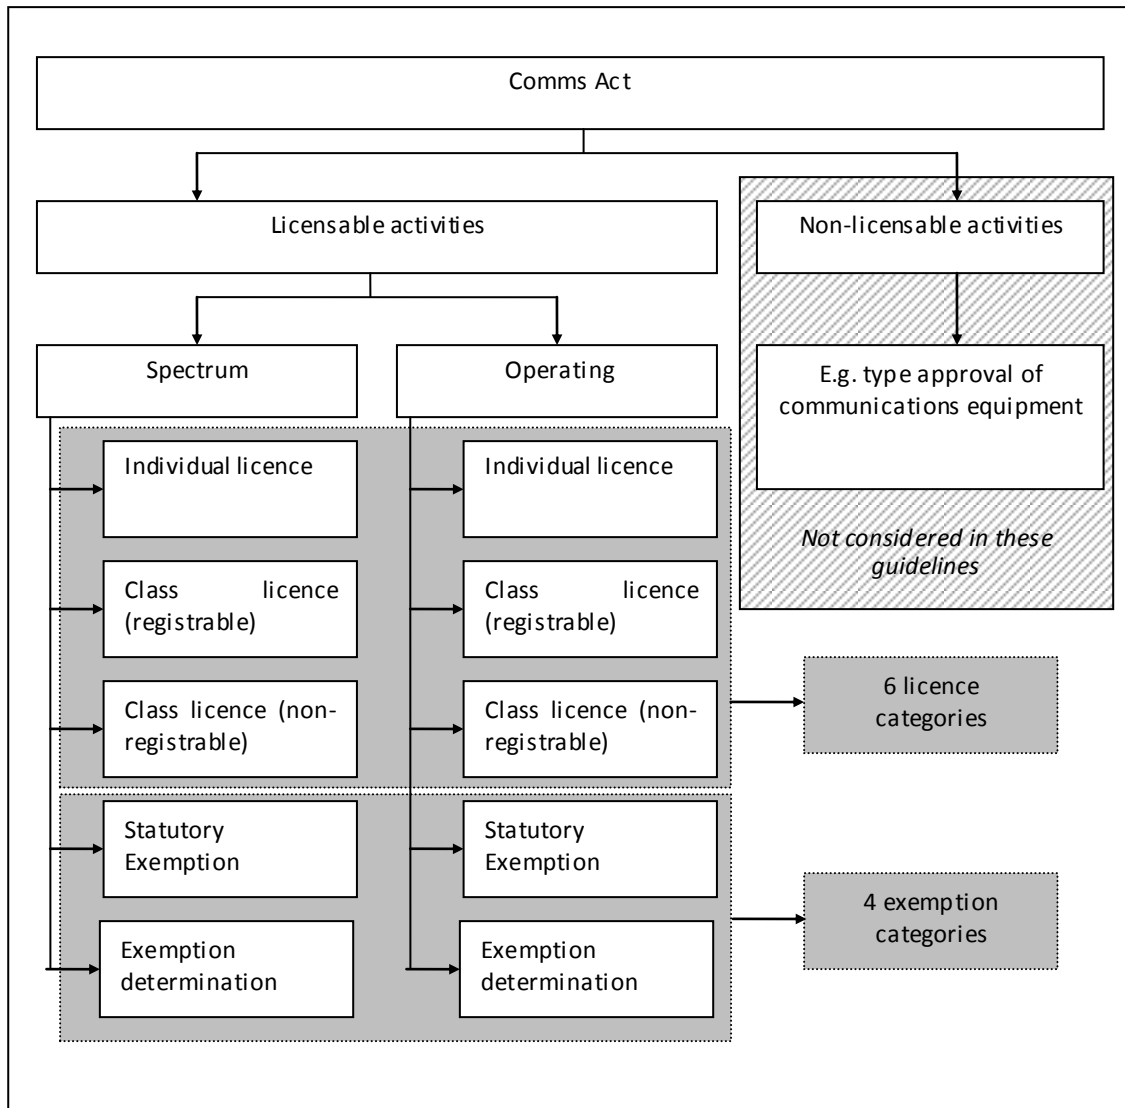 Comms Act
Licensable activities
Non-licensable activities
Spectrum
Operating
E.g. type approval of
communications equipment
Individual licence
Individual licence
Not considered in these
guidelines
Class licence
(registrable)
Class licence
(registrable)
6 licence
categories
Class licence (non-
registrable)
Class licence (non-
registrable)
Statutory
Exemption
Statutory
Exemption
4 exemption
categories
Exemption
determination
Exemption
determination